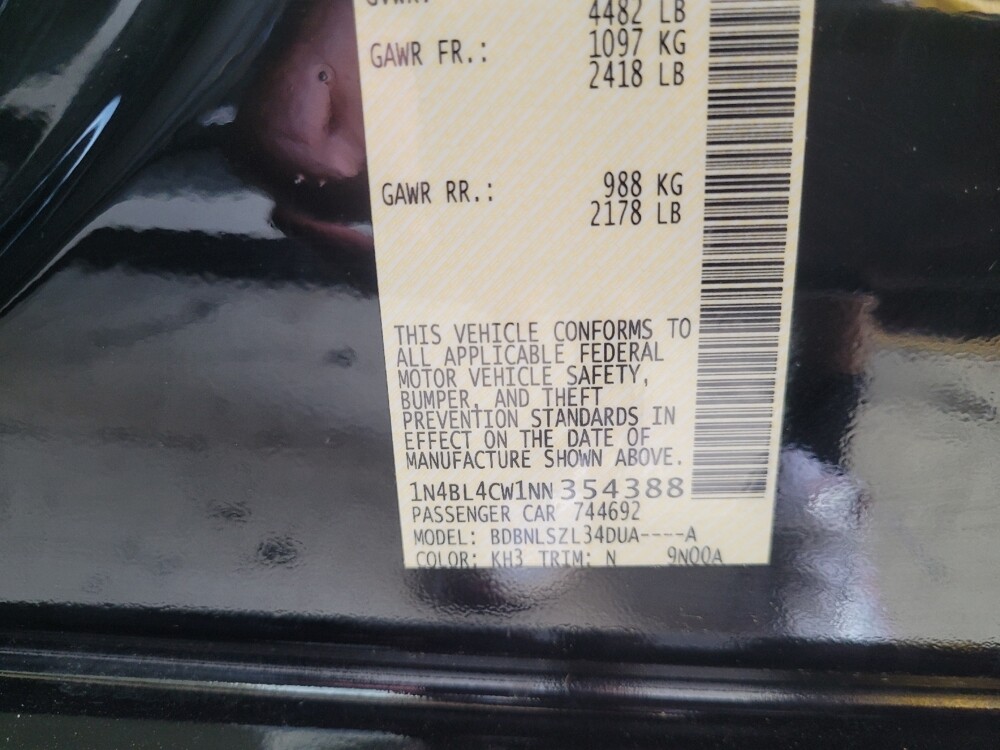 GVWR:
4482 LB
GAWR FR.: 1097 KG
2418 LB
GAWR RR.: 988 KG
2178 LB
THIS VEHICLE CONFORMS TO
ALL APPLICABLE FEDERAL
MOTOR VEHICLE SAFETY,
BUMPER, AND THEFT
PREVENTION STANDARDS IN
EFFECT ON THE DATE OF
MANUFACTURE SHOWN ABOVE.
1N4BL4CW1NN354388
PASSENGER CAR 744692
MODEL: BDBNLSZL34DUA----A
COLOR: KH3 TRIM: N 9NQQA